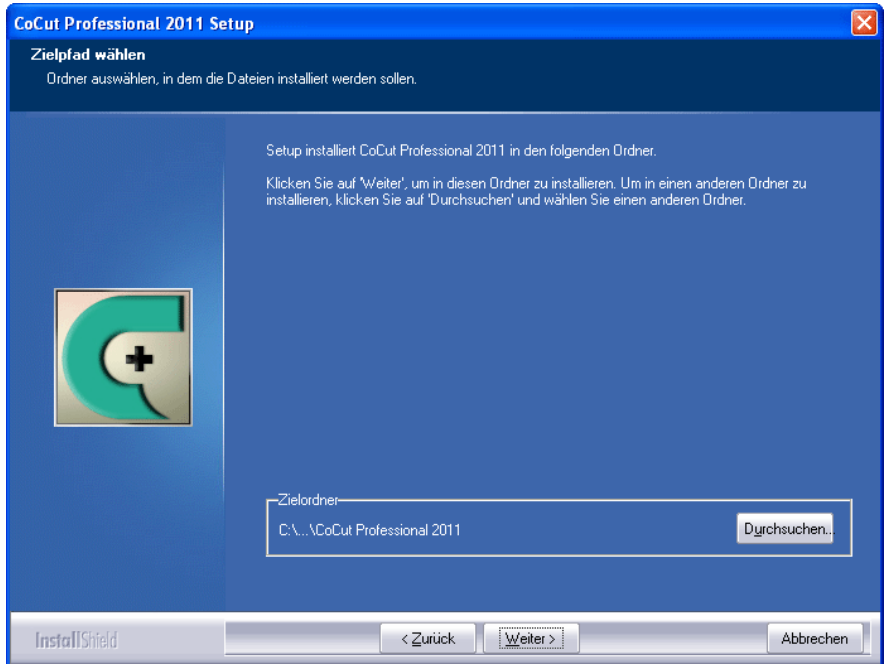 CoCut Professional 2011 Setup
Zielpfad wählen
Ordner auswählen, in dem die Dateien installiert werden sollen.
Setup installiert CoCut Professional 2011 in den folgenden Ordner.
Klicken Sie auf 'Weiter', um in diesen Ordner zu installieren. Um in einen anderen Ordner zu
installieren, klicken Sie auf 'Durchsuchen' und wählen Sie einen anderen Ordner.
Zielordner
C:\...\CoCut Professional 2011
Durchsuchen...
InstallShield
< Zurück
Weiter >
Abbrechen